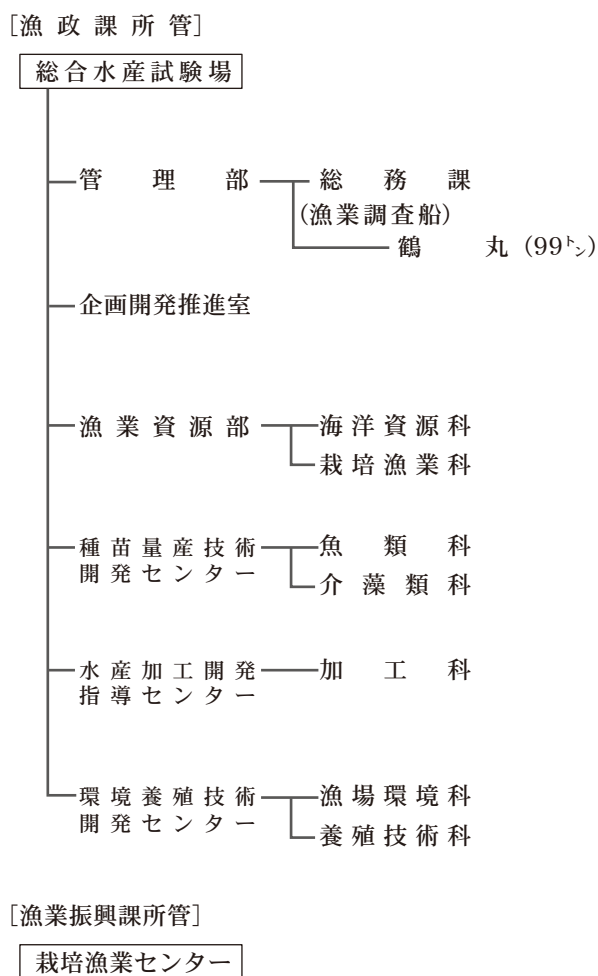 [漁政課所管]
総合水産試験場
管理部 総務課
(漁業調査船)
鶴丸(99㌧)
企画開発推進室
漁業資源部 海洋資源科
栽培漁業科
種苗量産技術 魚類科
開発センター 介藻類科
水産加工開発 加工科
指導センター
環境養殖技術 漁場環境科
開発センター 養殖技術科
[漁業振興課所管]
栽培漁業センター